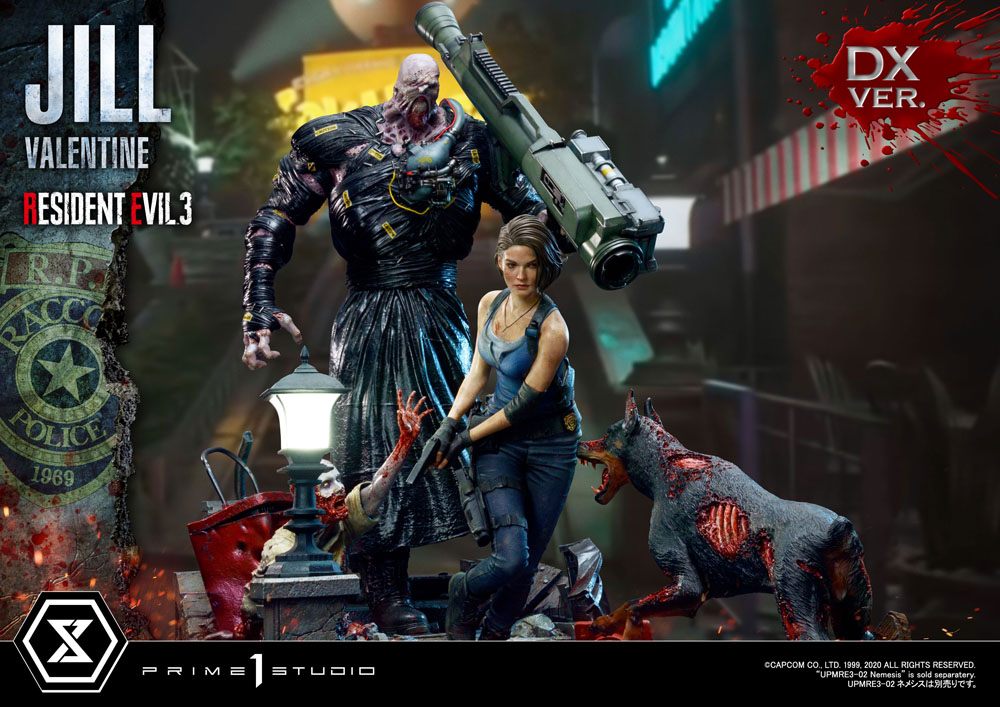 JILL
VALENTINE
RESIDENT EVIL.3
DX
VER.
R.P.
RACCO
POLICE
1969
PRIME 1 STUDIO
©CAPCOM CO., LTD. 1999, 2020 ALL RIGHTS RESERVED.
"UPMRE3-02 Nemesis" is sold separatery.
UPMRE3-02 ネメシスは別売りです。